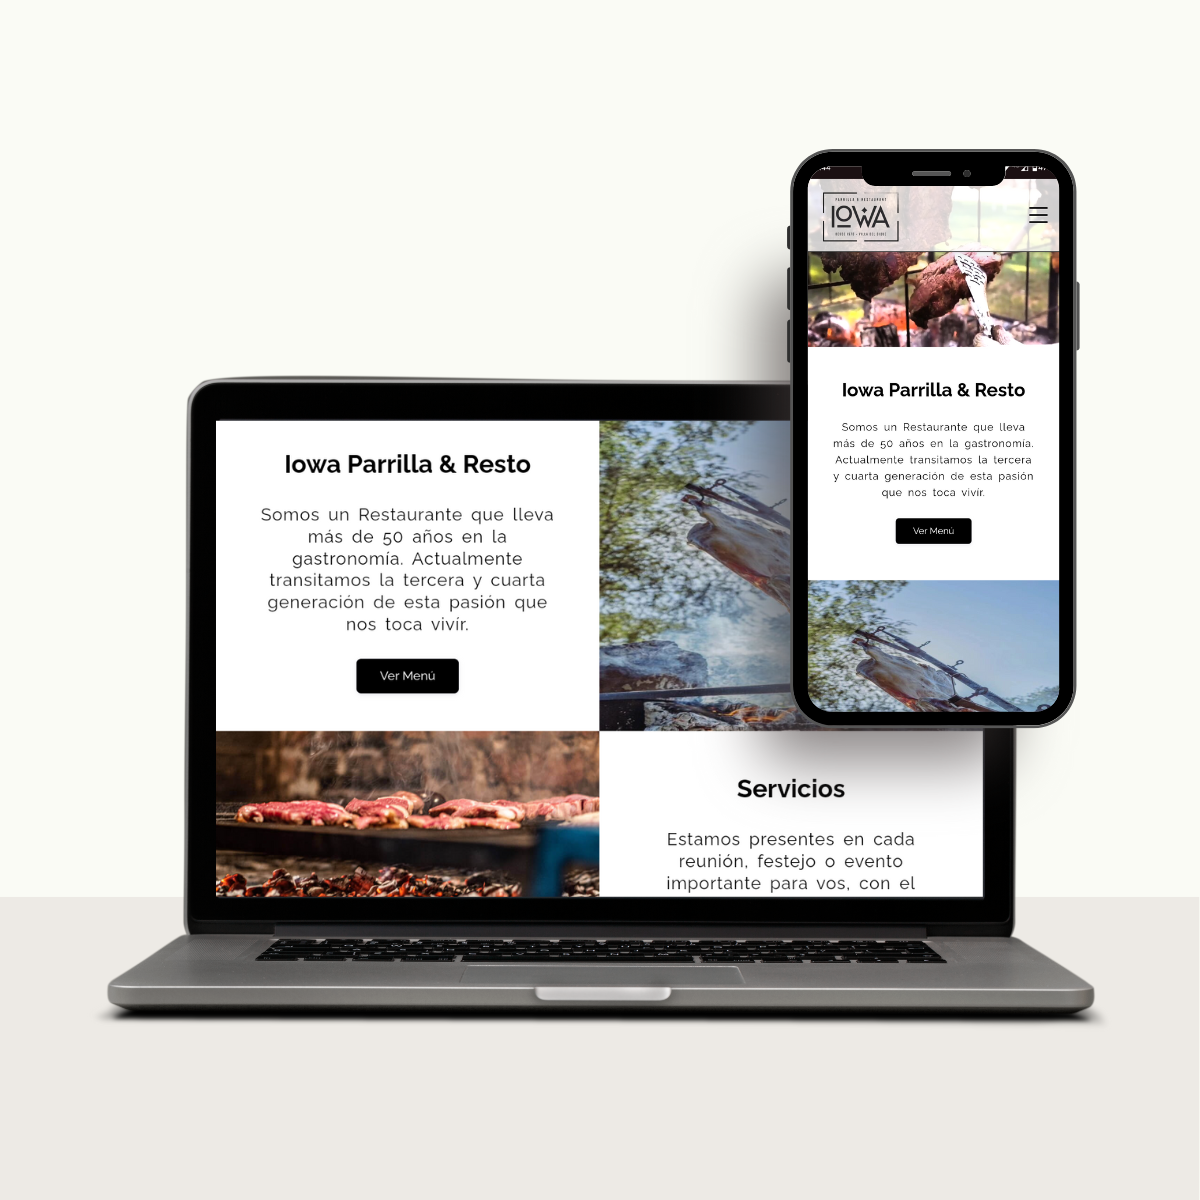 Iowa Parrilla & Resto
Somos un Restaurante que lleva
más de 50 años en la
gastronomía. Actualmente
transitamos la tercera y cuarta
generación de esta pasión que
nos toca vivír.
Ver Menú
Servicios
Estamos presentes en cada
reunión, festejo o evento
importante para vos, con el
PARRILLA & RESTAURANT
IOWA
Iowa Parrilla & Resto
Somos un Restaurante que lleva
más de 50 años en la gastronomía.
Actualmente transitamos la tercera
y cuarta generación de esta pasión
que nos toca vivír.
Ver Menú